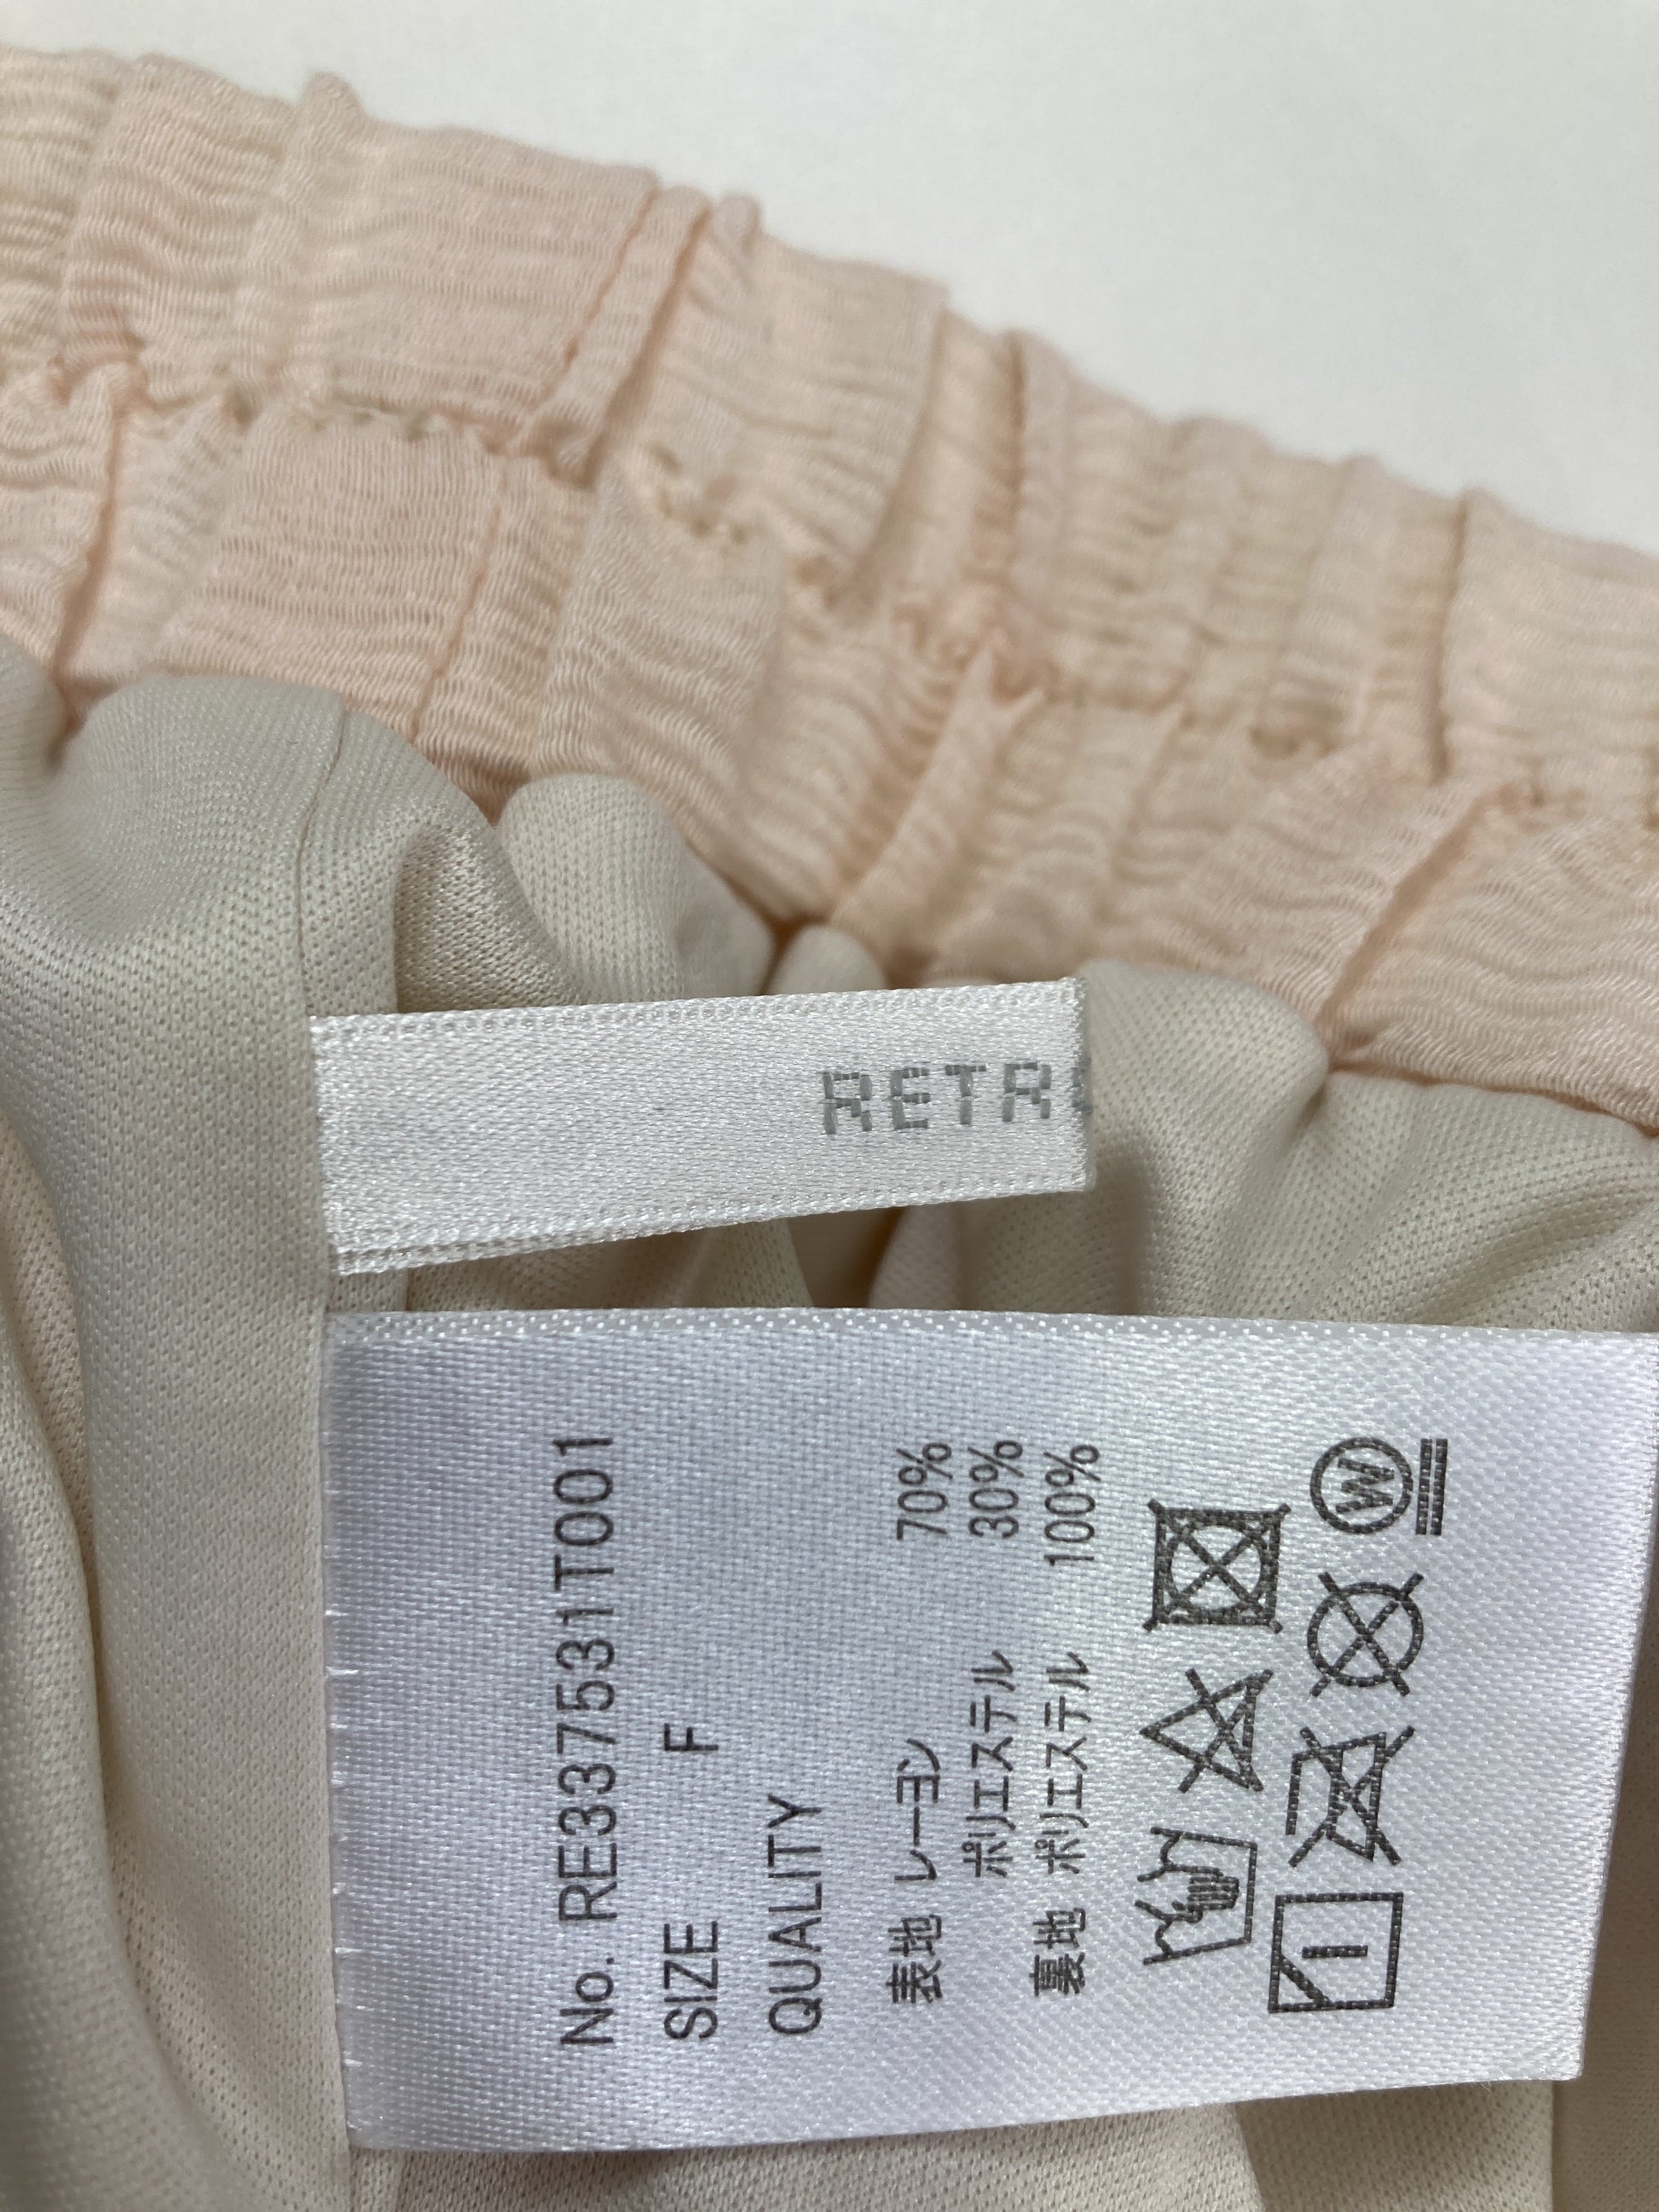 RETR
No. RE337531T001
SIZE F
QUALITY
表地 レーヨン 70%
ポリエステル 30%
裏地 ポリエステル 100%
W